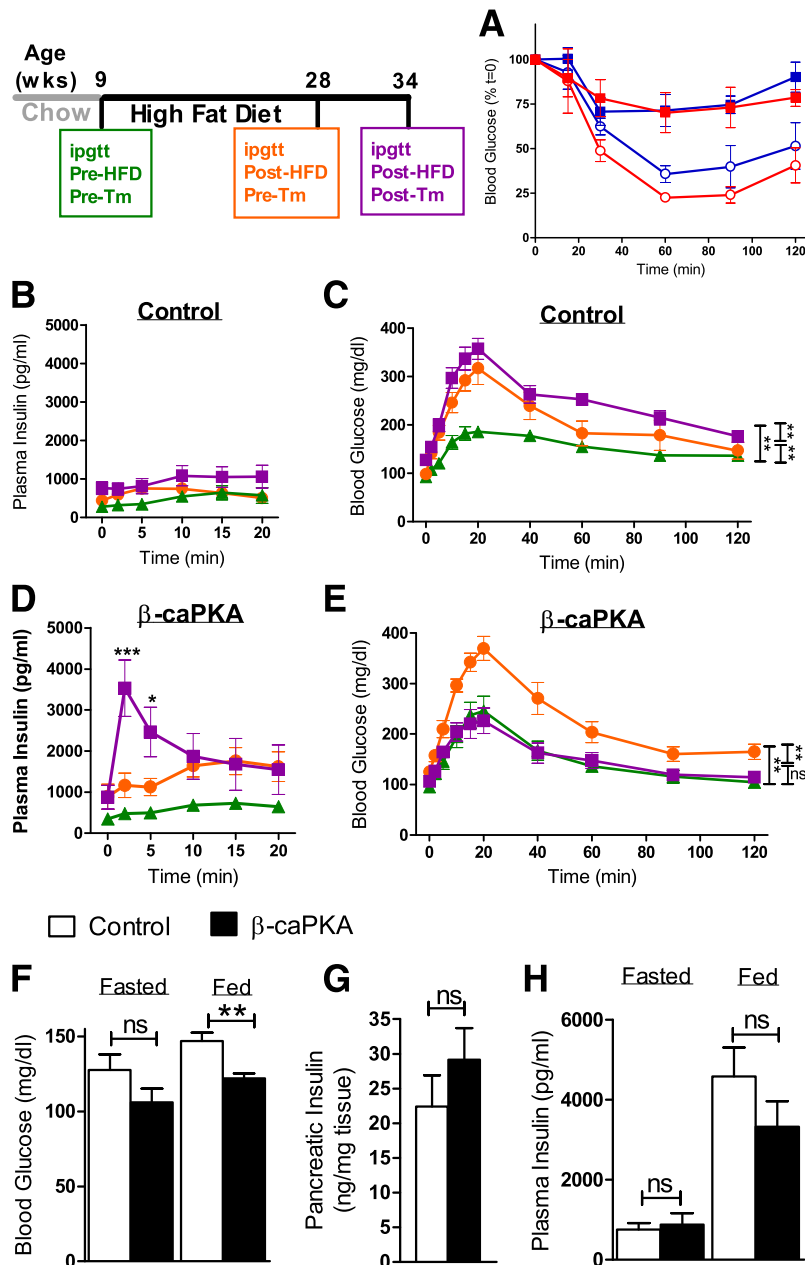 Age
(wks)
9
28
34
Chow
High Fat Diet
ipgtt
Pre-HFD
Pre-Tm
ipgtt
Post-HFD
Pre-Tm
ipgtt
Post-HFD
Post-Tm
A
Blood Glucose (% t=0)
100
75
50
25
0
0 20 40 60 80 100 120
Time (min)
B
Control
Plasma Insulin (pg/ml)
5000
4000
3000
2000
1000
0
0 5 10 15 20
Time (min)
C
Control
Blood Glucose (mg/dl)
400
300
200
100
0
0 20 40 60 80 100 120
Time (min)
**
**
**
D
β-caPKA
Plasma Insulin (pg/ml)
5000
4000
3000
2000
1000
0
***
*
0 5 10 15 20
Time (min)
E
β-caPKA
Blood Glucose (mg/dl)
400
300
200
100
0
0 20 40 60 80 100 120
Time (min)
**
**
ns
Control
β-caPKA
F
Fasted
Fed
ns
**
Blood Glucose (mg/dl)
150
100
50
0
G
ns
Pancreatic Insulin
(ng/mg tissue)
35
30
25
20
15
10
5
0
H
Fasted
Fed
ns
ns
Plasma Insulin (pg/ml)
6000
4000
2000
0